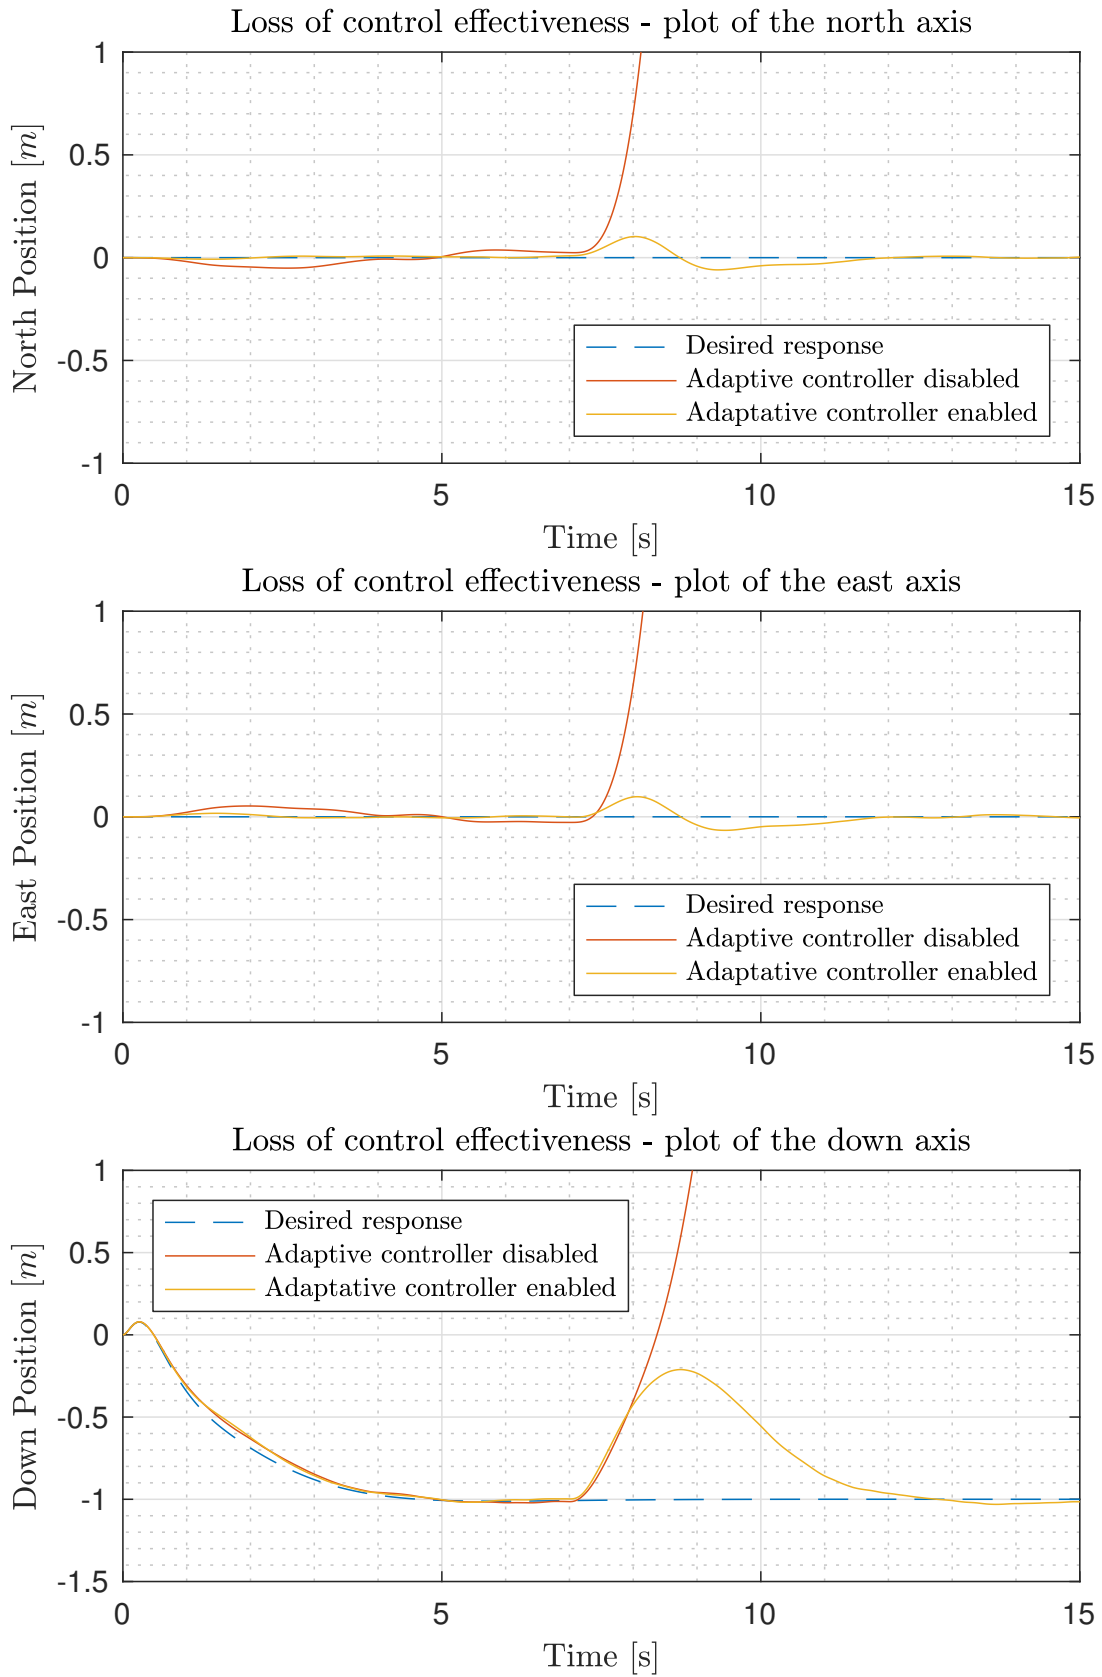 Loss of control effectiveness - plot of the north axis
1
0.5
0
-0.5
-1
North Position [m]
Desired response
Adaptive controller disabled
Adaptative controller enabled
0 5 10 15
Time [s]
Loss of control effectiveness - plot of the east axis
1
0.5
0
-0.5
-1
East Position [m]
Desired response
Adaptive controller disabled
Adaptative controller enabled
0 5 10 15
Time [s]
Loss of control effectiveness - plot of the down axis
1
0.5
0
-0.5
-1
-1.5
Down Position [m]
Desired response
Adaptive controller disabled
Adaptative controller enabled
0 5 10 15
Time [s]